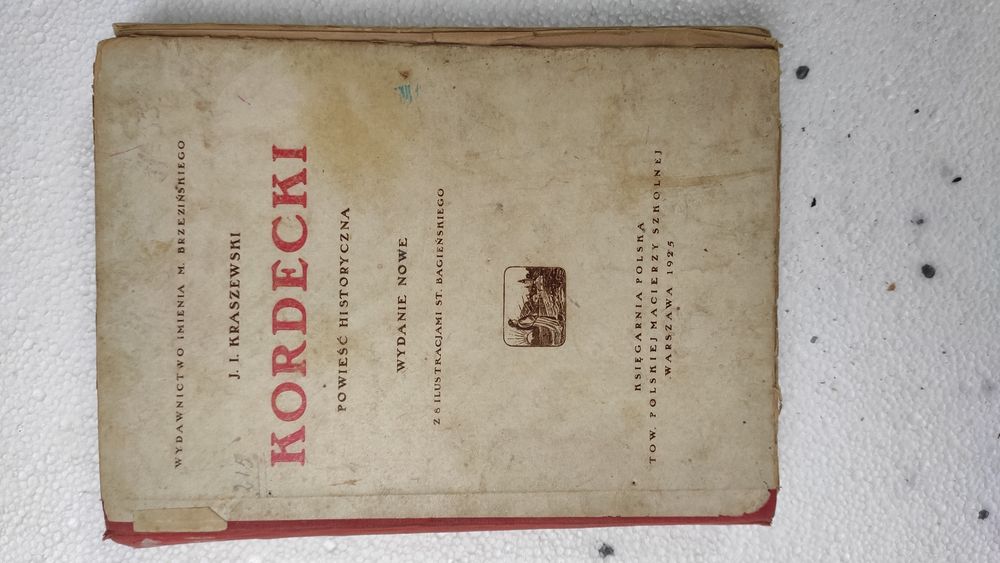 WYDAWNICTWO IMIENIA M. BRZEZIŃSKIEGO
J. I. KRASZEWSKI
215
KORDECKI
POWIEŚĆ HISTORYCZNA
WYDANIE NOWE
Z 8 ILUSTRACJAMI ST. BAGIEŃSKIEGO
KSIĘGARNIA POLSKA
TOW. POLSKIEJ MACIERZY SZKOLNEJ
WARSZAWA 1925